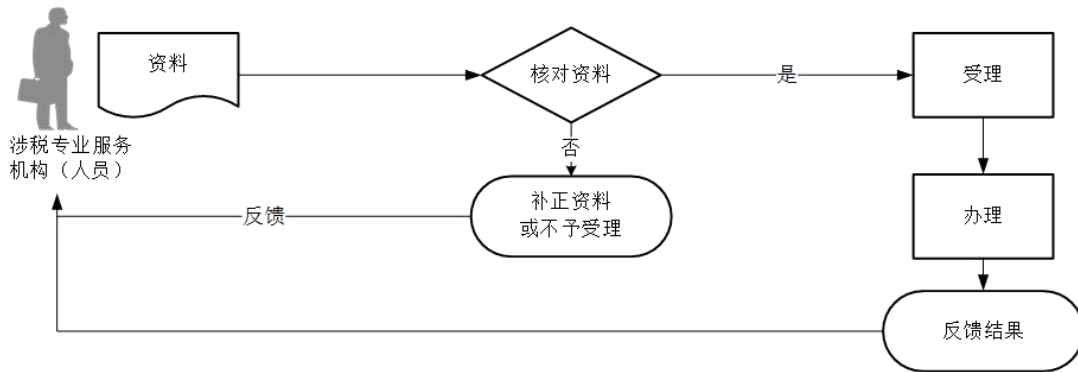 资料
核对资料
是
受理
涉税专业服务
机构（人员）
否
补正资料
或不予受理
反馈
办理
反馈结果